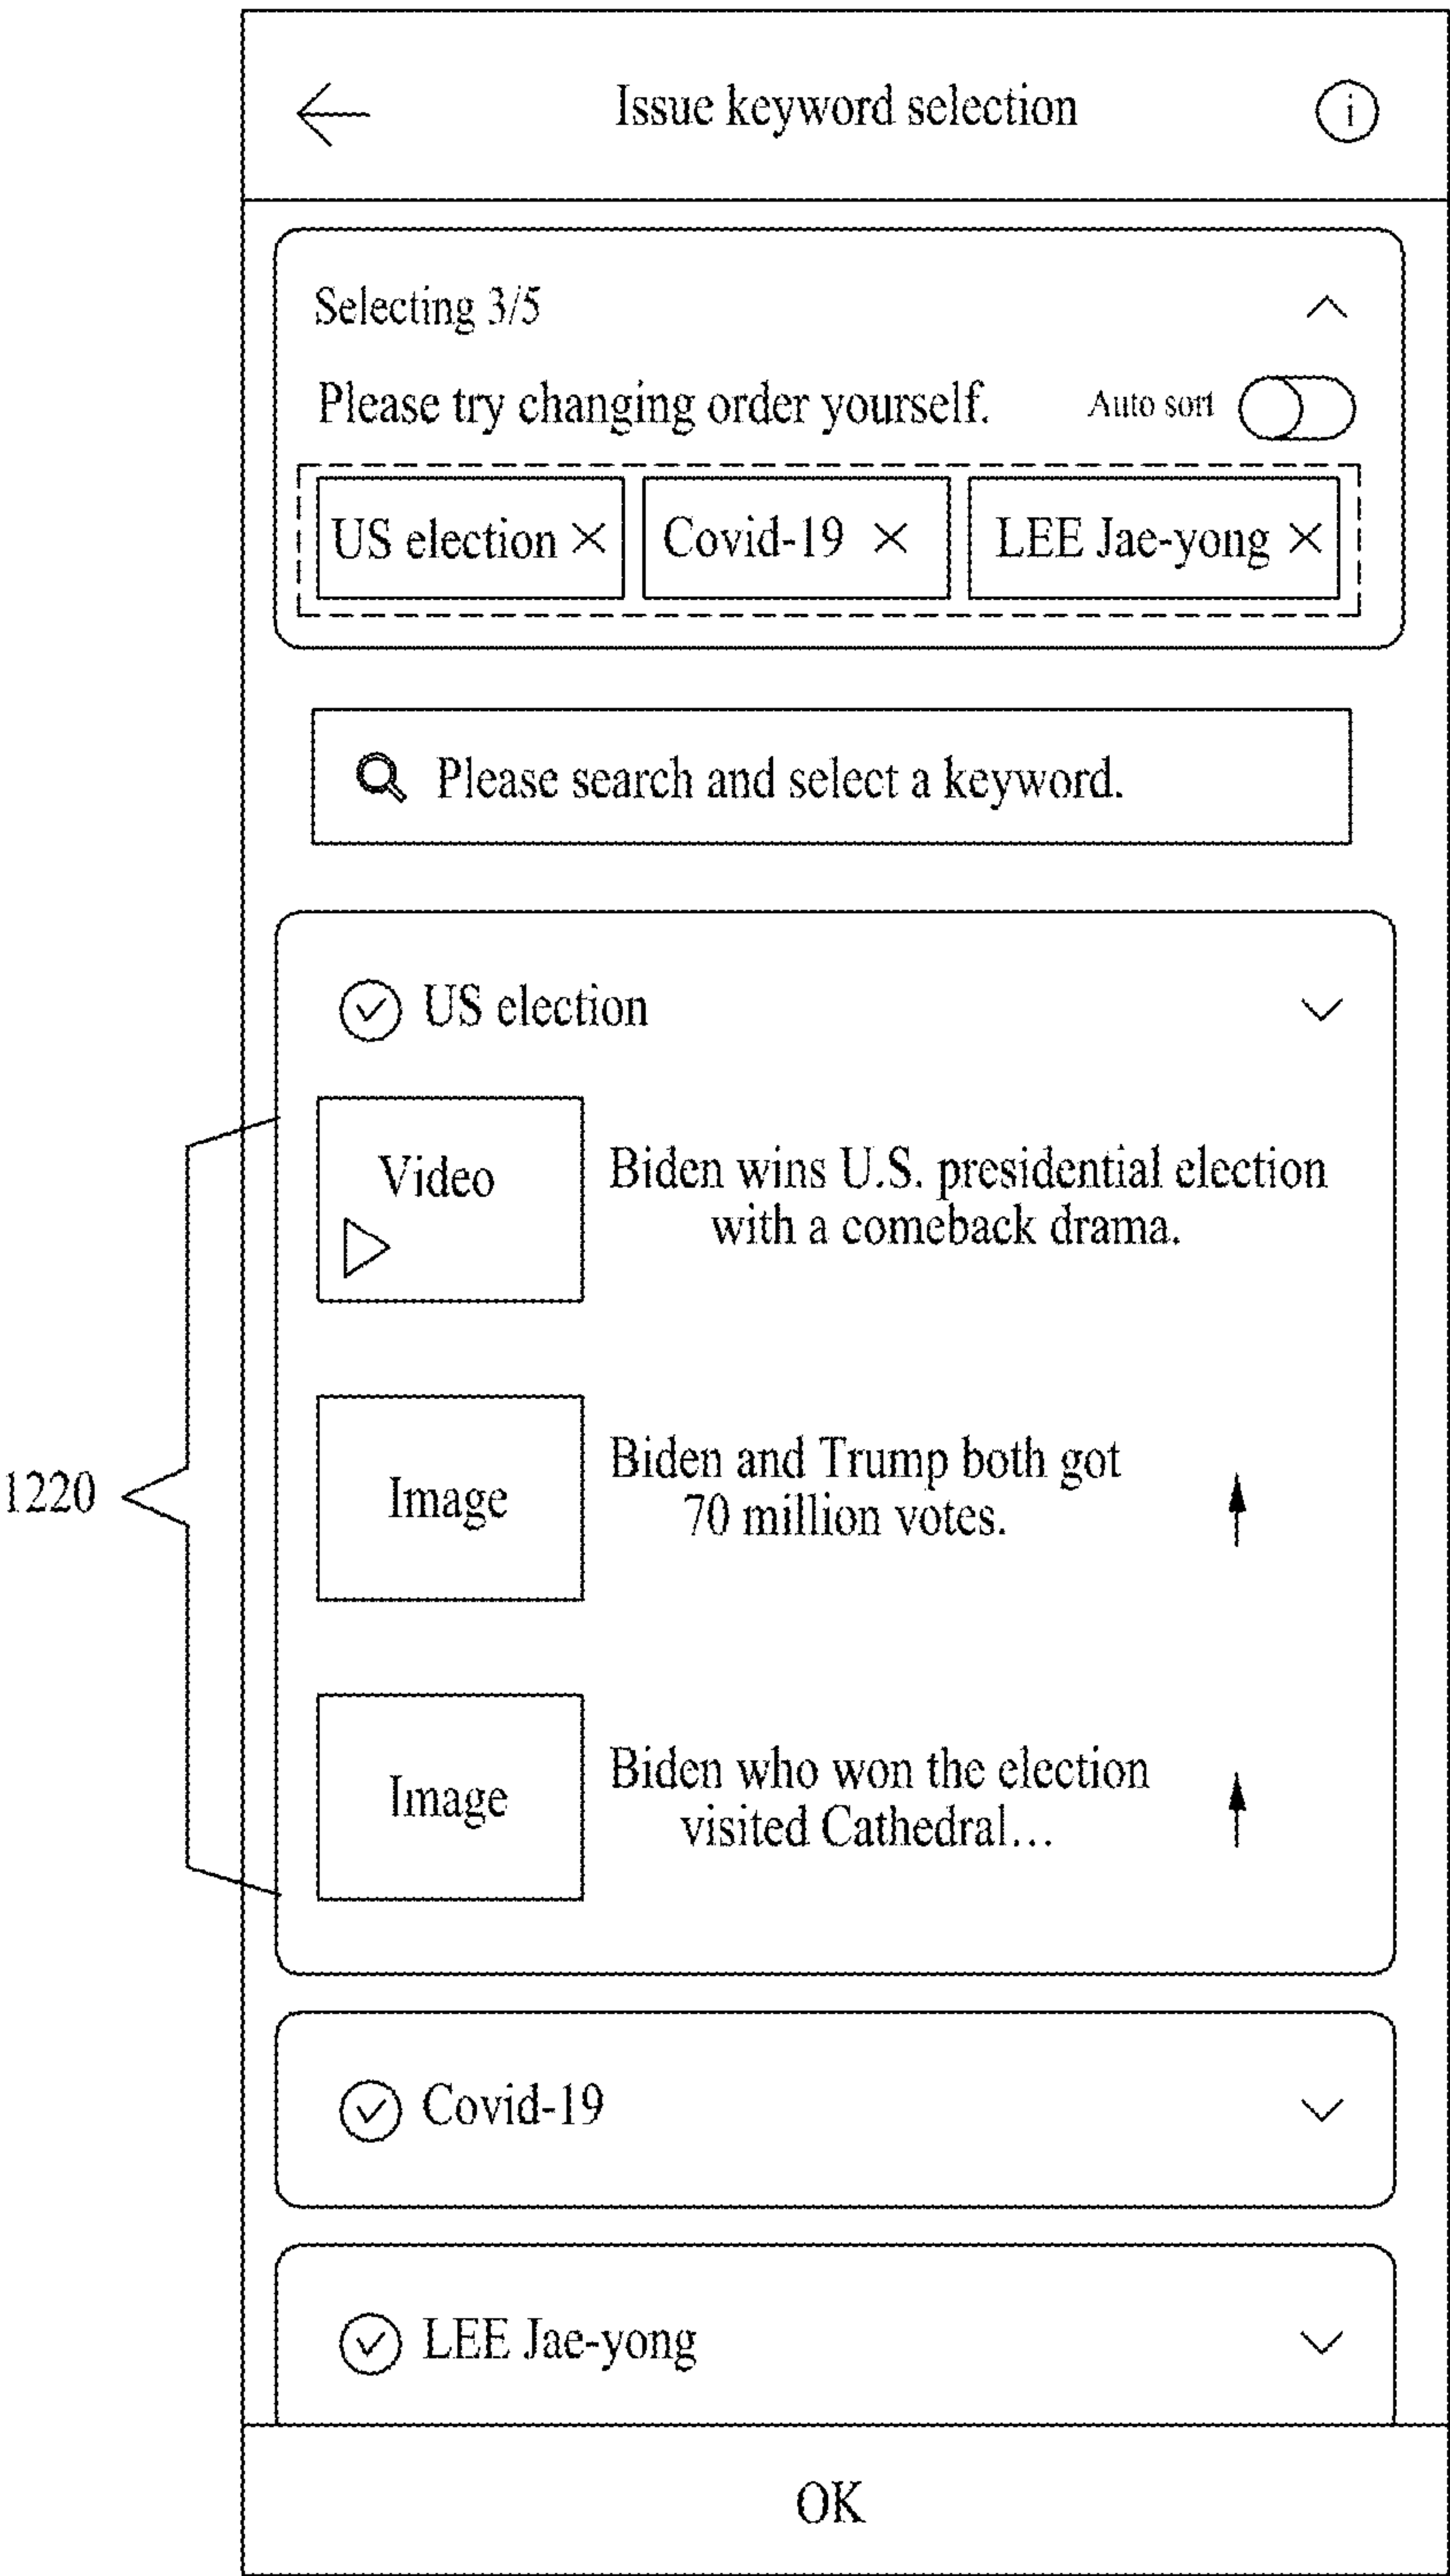 Issue keyword selection
i
Selecting 3/5
Please try changing order yourself.
Auto sort
US election
Covid-19
LEE Jae-yong
Please search and select a keyword.
US election
Video
Biden wins U.S. presidential election
with a comeback drama.
1220
Image
Biden and Trump both got
70 million votes.
Image
Biden who won the election
visited Cathedral...
Covid-19
LEE Jae-yong
OK